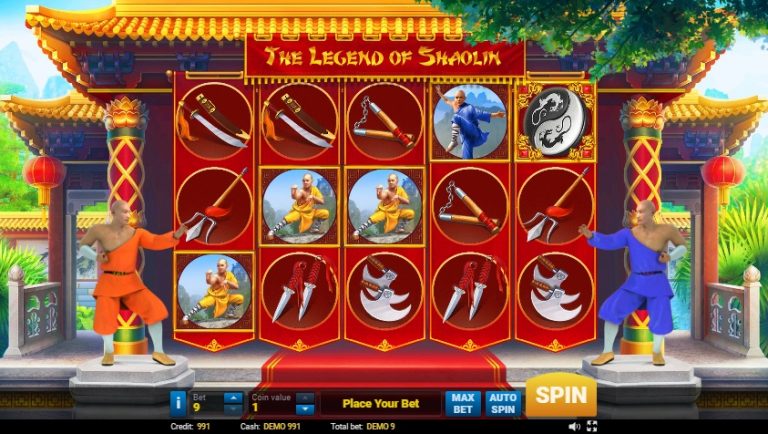 The Legend of Shaolin
i
Bet
9
Coin value
1
Place Your Bet
MAX
BET
AUTO
SPIN
SPIN
Credit: 991
Cash: DEMO 991
Total bet: DEMO 9